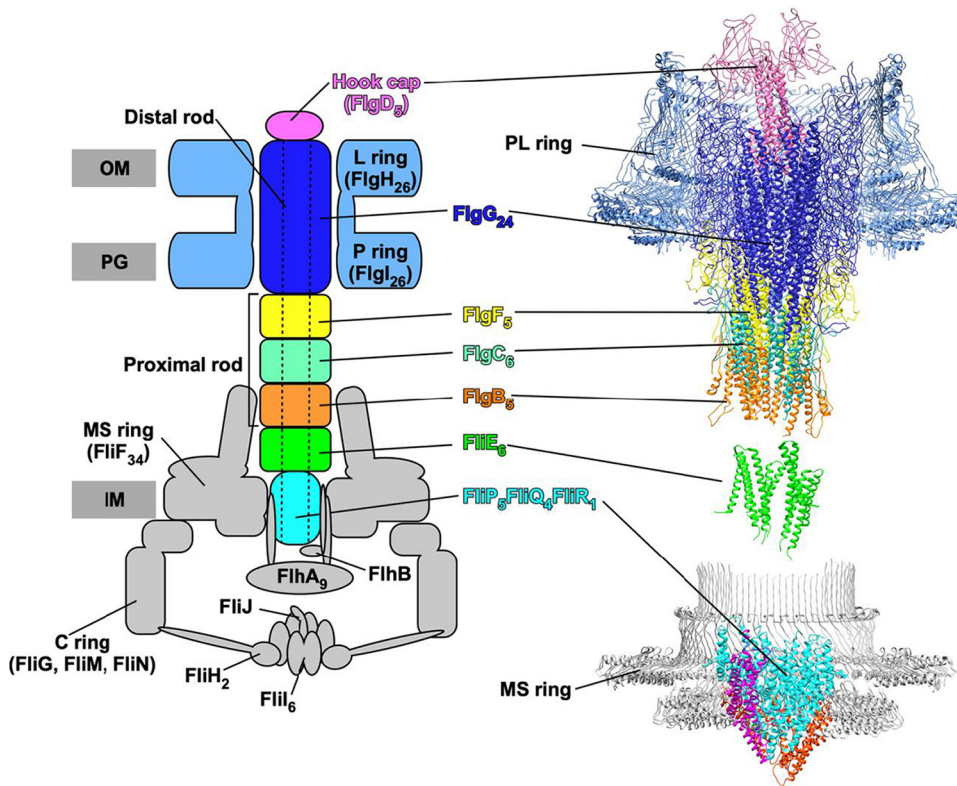 Hook cap
(FlgD₅)
Distal rod
OM
L ring
(FlgH₂₆)
PL ring
FlgG₂₄
PG
P ring
(FlgI₂₆)
FlgF₅
FlgC₆
Proximal rod
FlgB₅
MS ring
(FliF₃₄)
FliE₆
IM
FliP₅FliQ₄FliR₁
FlhA₉
FlhB
FliJ
C ring
(FliG, FliM, FliN)
FliH₂
FliI₆
MS ring